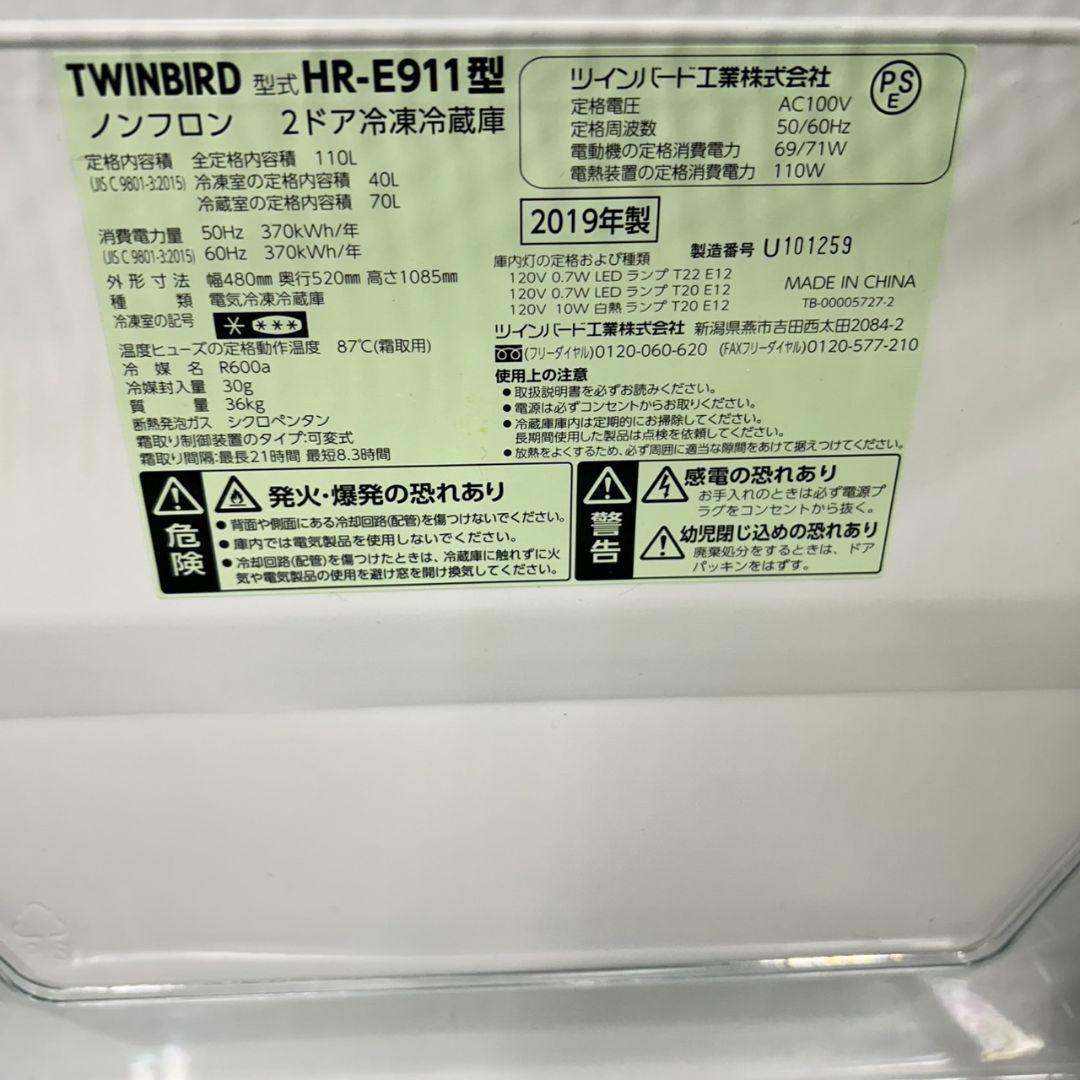 TWINBIRD 型式 HR-E911型
ノンフロン 2ドア冷凍冷蔵庫
定格内容積 全定格内容積 110L
(JIS C 9801-3:2015) 冷凍室の定格内容積 40L
冷蔵室の定格内容積 70L
消費電力量 50Hz 370kWh/年
(JIS C 9801-3:2015) 60Hz 370kWh/年
外形寸法 幅480mm 奥行520mm 高さ1085mm
種類 電気冷凍冷蔵庫
冷凍室の記号
温度ヒューズの定格動作温度 87℃(霜取用)
冷媒名 R600a
冷媒封入量 30g
質量 36kg
断熱発泡ガス シクロペンタン
霜取り制御装置のタイプ:可変式
霜取り間隔:最長21時間 最短8.3時間
ツインバード工業株式会社
定格電圧 AC100V
定格周波数 50/60Hz
電動機の定格消費電力 69/71W
電熱装置の定格消費電力 110W
PSE
2019年製
製造番号 U101259
庫内灯の定格および種類
120V 0.7W LED ランプ T22 E12
120V 0.7W LED ランプ T20 E12
120V 10W 白熱ランプ T20 E12
MADE IN CHINA
TB-00005727-2
ツインバード工業株式会社 新潟県燕市吉田西太田2084-2
(フリーダイヤル)0120-060-620 (FAXフリーダイヤル)0120-577-210
使用上の注意
●取扱説明書を必ずお読みください。
●電源は必ずコンセントからお取りください。
●冷蔵庫庫内は定期的にお掃除してください。
長期間使用した製品は点検を依頼してください。
●放熱をよくするため、必ず周囲に適当な隙間をあけて据えつけてください。
危険
発火・爆発の恐れあり
●背面や側面にある冷却回路(配管)を傷つけないでください。
●庫内では電気製品を使用しないでください。
●冷却回路(配管)を傷つけたときは、冷蔵庫に触れずに火
気や電気製品の使用を避け窓を開け換気してください。
警告
感電の恐れあり
お手入れのときは必ず電源プ
ラグをコンセントから抜く。
幼児閉じ込めの恐れあり
廃棄処分をするときは、ドア
パッキンをはずす。